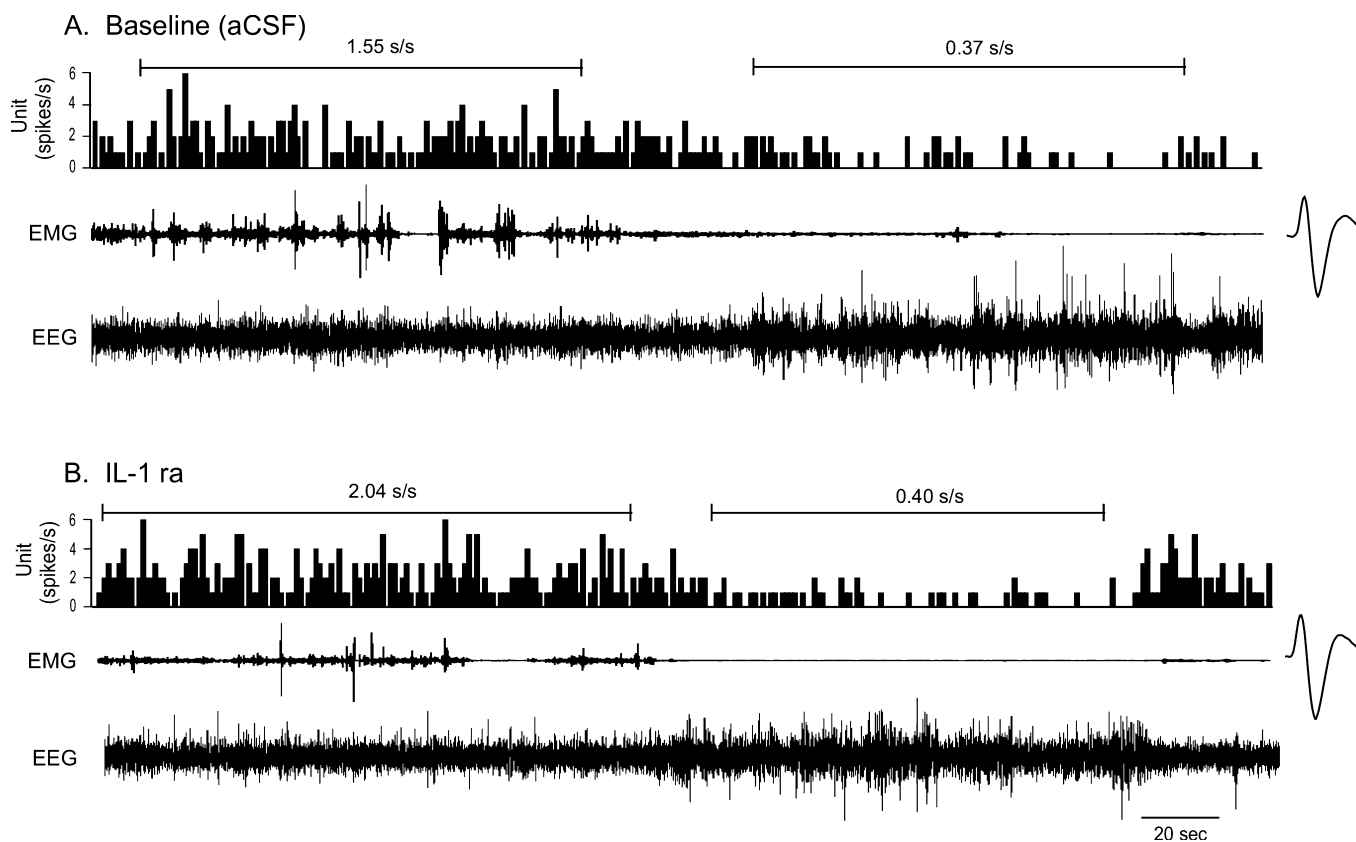 A. Baseline (aCSF)
1.55 s/s
0.37 s/s
Unit
(spikes/s)
6
4
2
0
EMG
EEG
B. IL-1 ra
2.04 s/s
0.40 s/s
Unit
(spikes/s)
6
4
2
0
EMG
EEG
20 sec